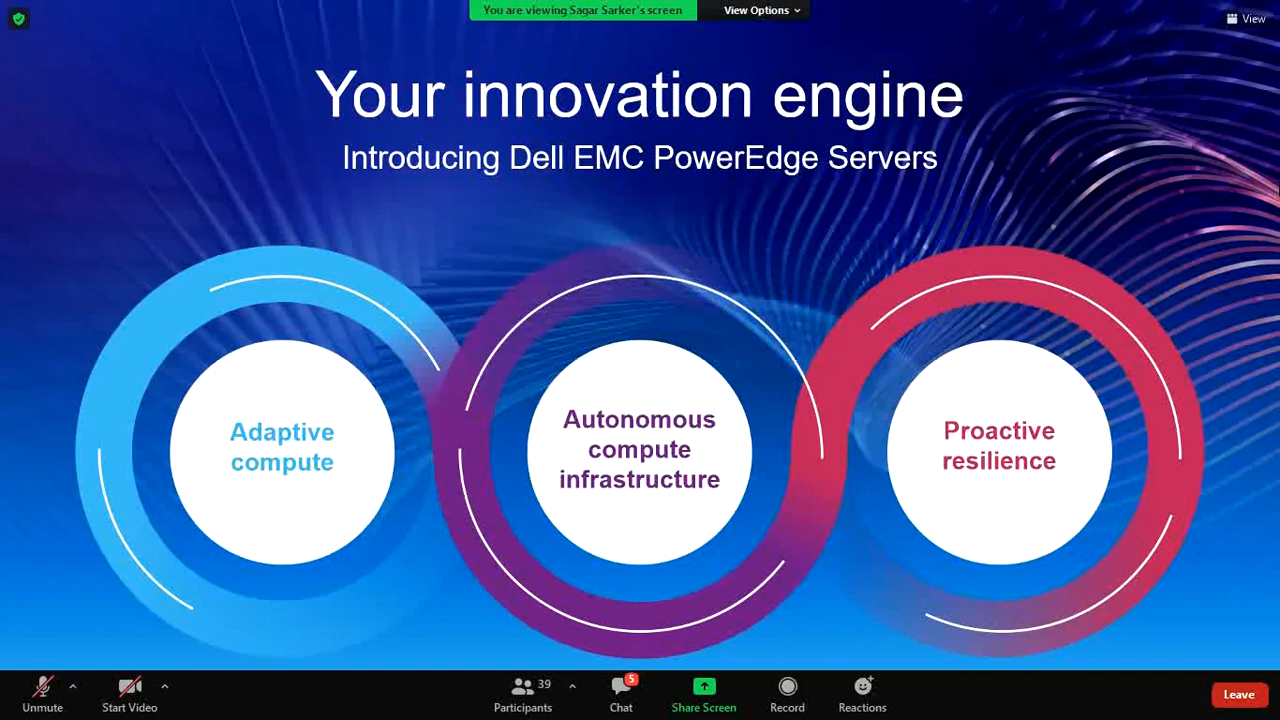 You are viewing Sagar Sarker's screen
View Options
View
Your innovation engine
Introducing Dell EMC PowerEdge Servers
Adaptive
compute
Autonomous
compute
infrastructure
Proactive
resilience
Unmute
Start Video
39
Participants
5
Chat
Share Screen
Record
Reactions
Leave